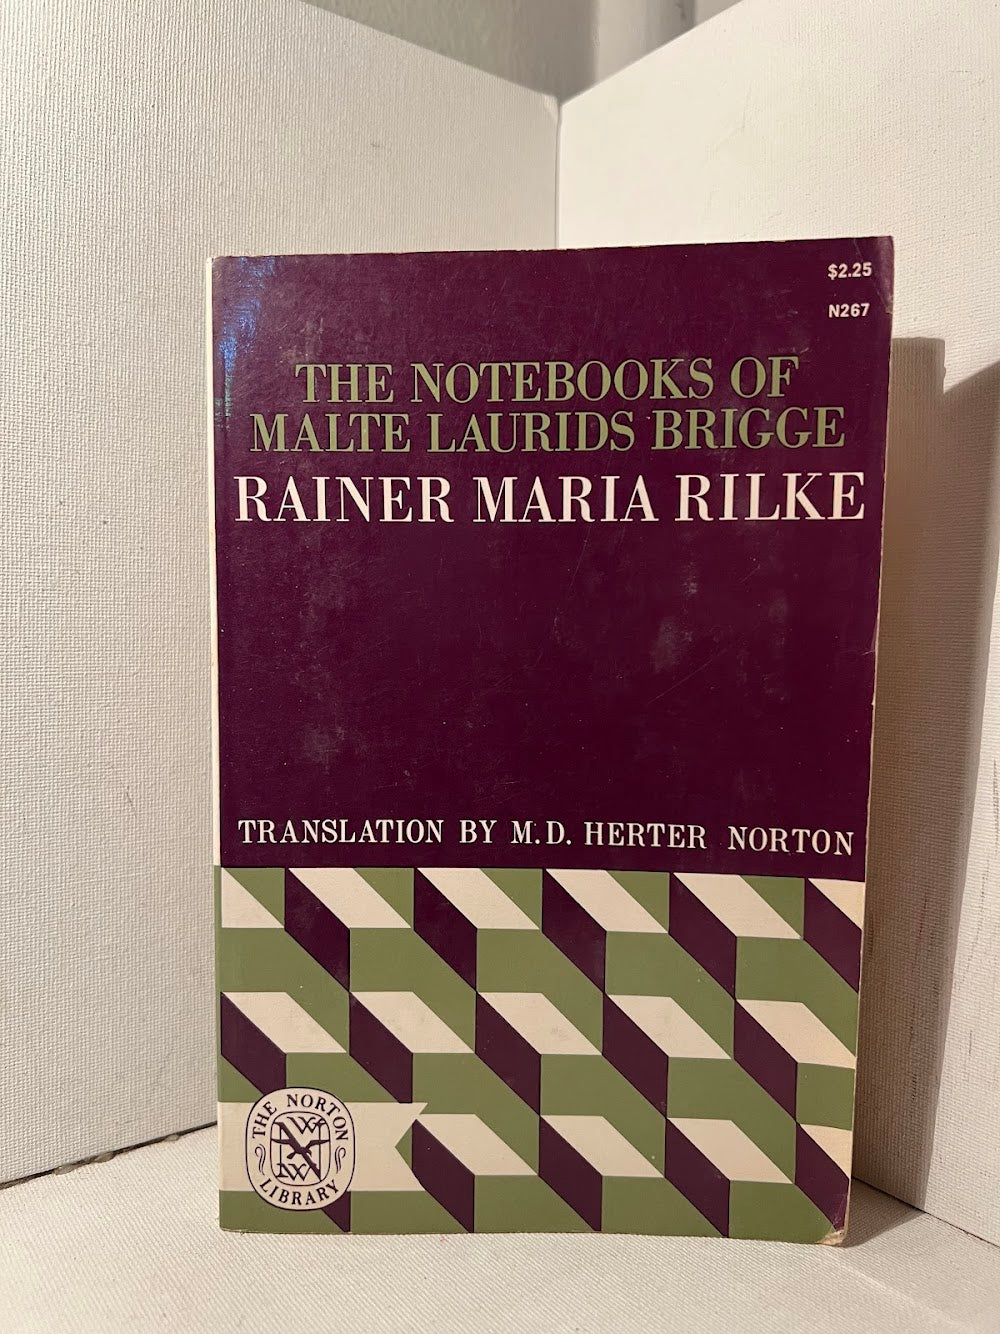 $2.25
N267
THE NOTEBOOKS OF
MALTE LAURIDS BRIGGE
RAINER MARIA RILKE
TRANSLATION BY M.D. HERTER NORTON
THE NORTON
LIBRARY